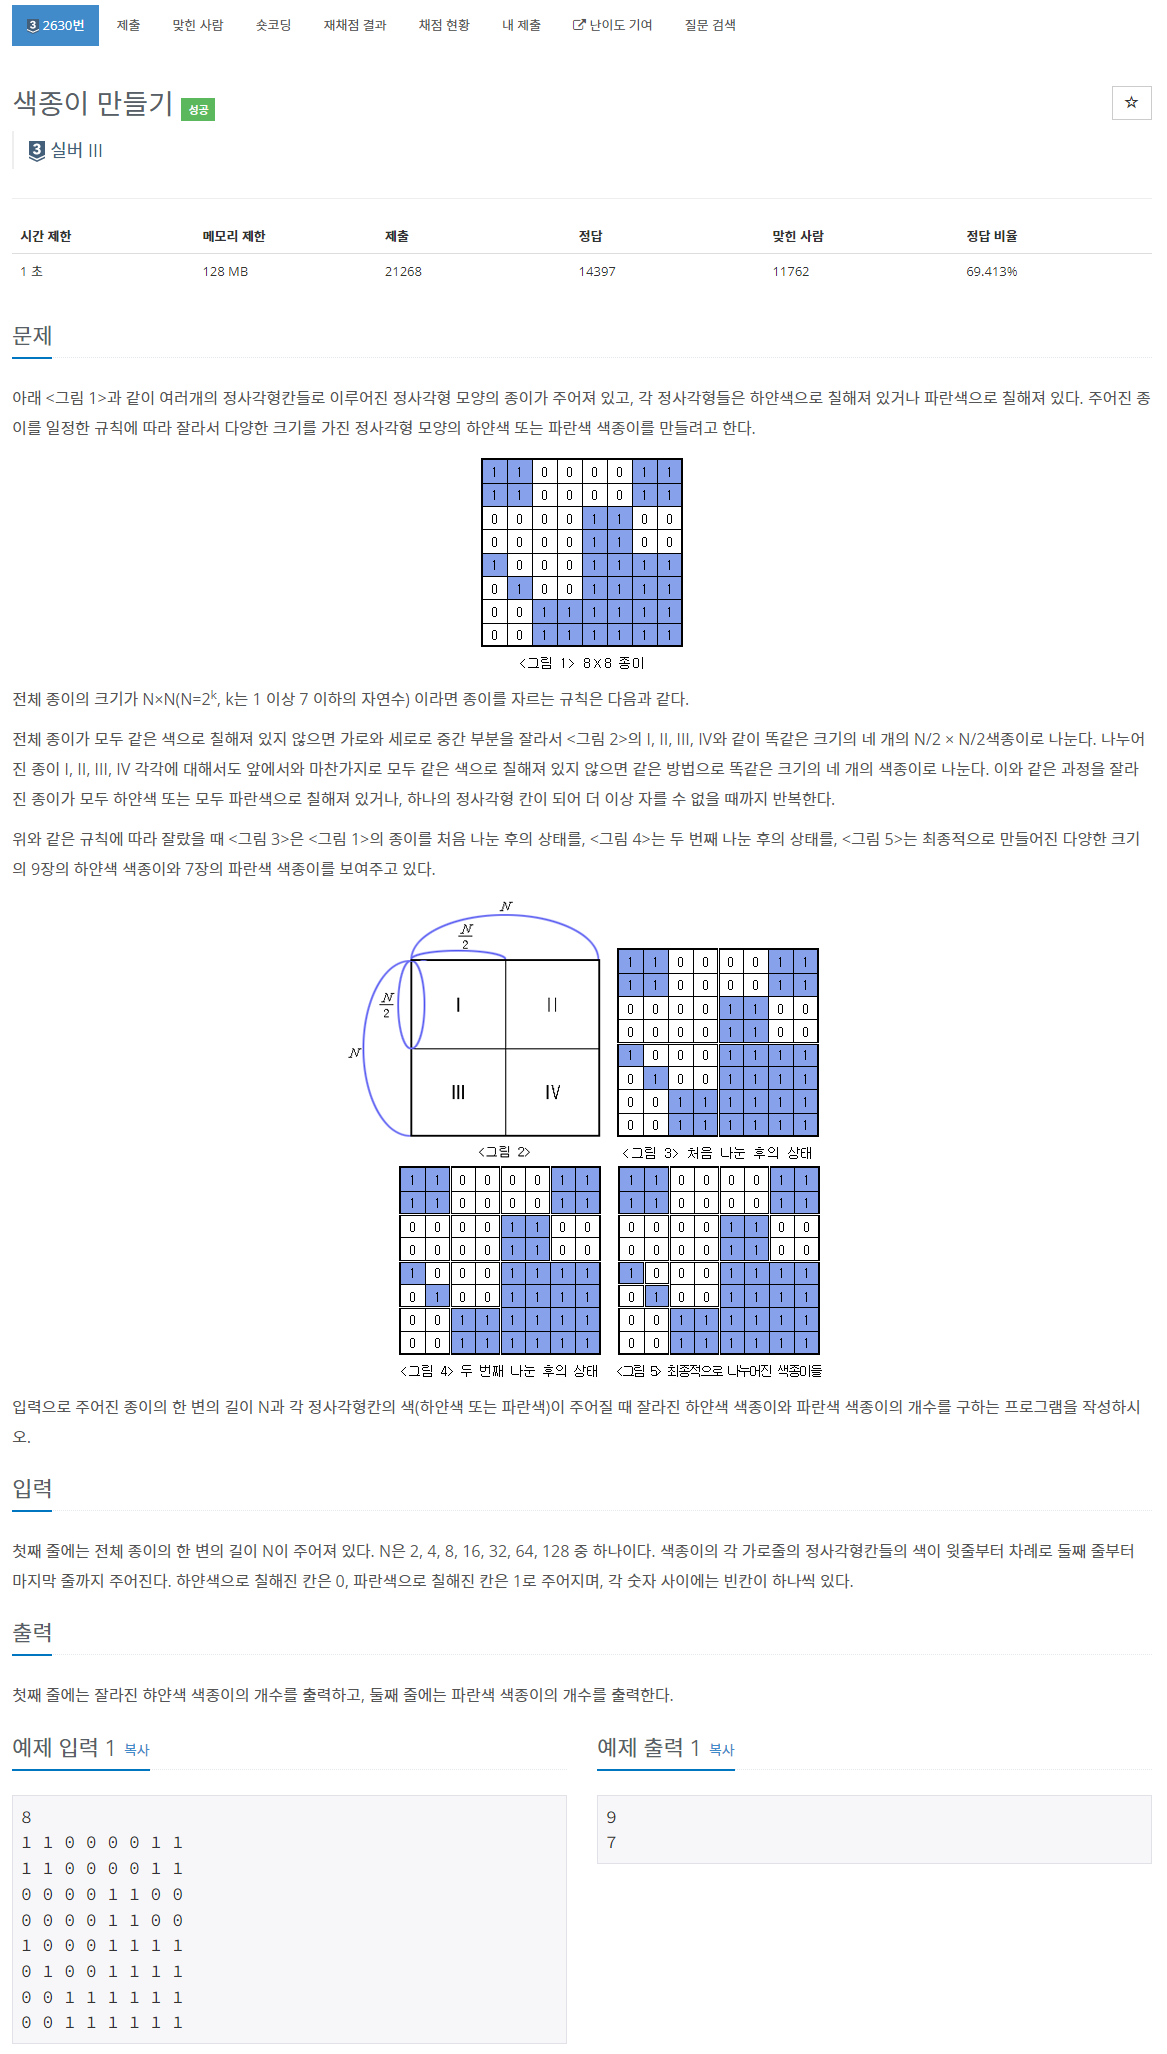 3 2630번 제출 맞힌 사람 숏코딩 재채점 결과 채점 현황 내 제출 난이도 기여 질문 검색
색종이 만들기 성공
3 실버 III
시간 제한 메모리 제한 제출 정답 맞힌 사람 정답 비율
1 초 128 MB 21268 14397 11762 69.413%
문제
아래 <그림 1>과 같이 여러개의 정사각형칸들로 이루어진 정사각형 모양의 종이가 주어져 있고, 각 정사각형들은 하얀색으로 칠해져 있거나 파란색으로 칠해져 있다. 주어진 종
이를 일정한 규칙에 따라 잘라서 다양한 크기를 가진 정사각형 모양의 하얀색 또는 파란색 색종이를 만들려고 한다.
1 1 0 0 0 0 1 1
1 1 0 0 0 0 1 1
0 0 0 0 1 1 0 0
0 0 0 0 1 1 0 0
1 0 0 0 1 1 1 1
0 1 0 0 1 1 1 1
0 0 1 1 1 1 1 1
0 0 1 1 1 1 1 1
<그림 1> 8X8 종이
전체 종이의 크기가 N×N(N=2k, k는 1 이상 7 이하의 자연수) 이라면 종이를 자르는 규칙은 다음과 같다.
전체 종이가 모두 같은 색으로 칠해져 있지 않으면 가로와 세로로 중간 부분을 잘라서 <그림 2>의 I, II, III, IV와 같이 똑같은 크기의 네 개의 N/2 × N/2색종이로 나눈다. 나누어
진 종이 I, II, III, IV 각각에 대해서도 앞에서와 마찬가지로 모두 같은 색으로 칠해져 있지 않으면 같은 방법으로 똑같은 크기의 네 개의 색종이로 나눈다. 이와 같은 과정을 잘라
진 종이가 모두 하얀색 또는 모두 파란색으로 칠해져 있거나, 하나의 정사각형 칸이 되어 더 이상 자를 수 없을 때까지 반복한다.
위와 같은 규칙에 따라 잘랐을 때 <그림 3>은 <그림 1>의 종이를 처음 나눈 후의 상태를, <그림 4>는 두 번째 나눈 후의 상태를, <그림 5>는 최종적으로 만들어진 다양한 크기
의 9장의 하얀색 색종이와 7장의 파란색 색종이를 보여주고 있다.
N
N
2
N
2
N
I II
III IV
<그림 2>
1 1 0 0 0 0 1 1
1 1 0 0 0 0 1 1
0 0 0 0 1 1 0 0
0 0 0 0 1 1 0 0
1 0 0 0 1 1 1 1
0 1 0 0 1 1 1 1
0 0 1 1 1 1 1 1
0 0 1 1 1 1 1 1
<그림 3> 처음 나눈 후의 상태
1 1 0 0 0 0 1 1
1 1 0 0 0 0 1 1
0 0 0 0 1 1 0 0
0 0 0 0 1 1 0 0
1 0 0 0 1 1 1 1
0 1 0 0 1 1 1 1
0 0 1 1 1 1 1 1
0 0 1 1 1 1 1 1
<그림 4> 두 번째 나눈 후의 상태
1 1 0 0 0 0 1 1
1 1 0 0 0 0 1 1
0 0 0 0 1 1 0 0
0 0 0 0 1 1 0 0
1 0 0 0 1 1 1 1
0 1 0 0 1 1 1 1
0 0 1 1 1 1 1 1
0 0 1 1 1 1 1 1
<그림 5> 최종적으로 나누어진 색종이들
입력으로 주어진 종이의 한 변의 길이 N과 각 정사각형칸의 색(하얀색 또는 파란색)이 주어질 때 잘라진 하얀색 색종이와 파란색 색종이의 개수를 구하는 프로그램을 작성하시
오.
입력
첫째 줄에는 전체 종이의 한 변의 길이 N이 주어져 있다. N은 2, 4, 8, 16, 32, 64, 128 중 하나이다. 색종이의 각 가로줄의 정사각형칸들의 색이 윗줄부터 차례로 둘째 줄부터
마지막 줄까지 주어진다. 하얀색으로 칠해진 칸은 0, 파란색으로 칠해진 칸은 1로 주어지며, 각 숫자 사이에는 빈칸이 하나씩 있다.
출력
첫째 줄에는 잘라진 햐얀색 색종이의 개수를 출력하고, 둘째 줄에는 파란색 색종이의 개수를 출력한다.
예제 입력 1 복사
8
1 1 0 0 0 0 1 1
1 1 0 0 0 0 1 1
0 0 0 0 1 1 0 0
0 0 0 0 1 1 0 0
1 0 0 0 1 1 1 1
0 1 0 0 1 1 1 1
0 0 1 1 1 1 1 1
0 0 1 1 1 1 1 1
예제 출력 1 복사
9
7